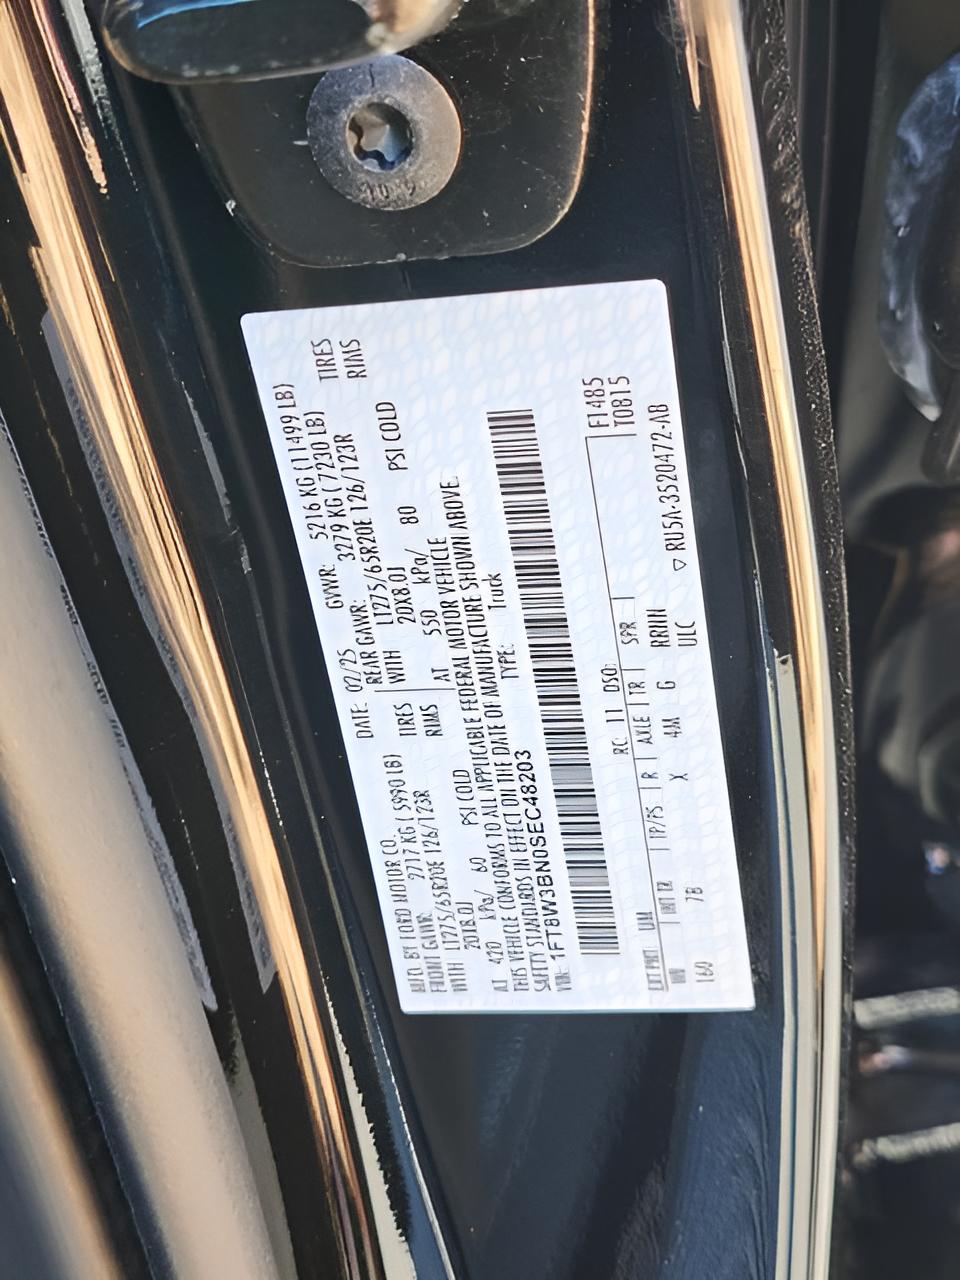 MFD. BY FORD MOTOR CO.
DATE: 02/25 GVWR: 5216 KG (11499 LB)
FRONT GAWR: 2717 KG (5990 LB)
REAR GAWR: 3279 KG (7230 LB)
LT275/65R20E 126/123R TIRES
LT275/65R20E 126/123R TIRES
WITH 20X8.0J RIMS
WITH 20X8.0J RIMS
AT 420 kPa/ 60 PSI COLD
AT 550 kPa/ 80 PSI COLD
THIS VEHICLE CONFORMS TO ALL APPLICABLE FEDERAL MOTOR VEHICLE
SAFETY STANDARDS IN EFFECT ON THE DATE OF MANUFACTURE SHOWN ABOVE.
VIN: 1FT8W3BN0SEC48203
TYPE: Truck
F1485
T0815
RC: 11 DSO:
EXT PNT: UM
WB INT TR TP/PS R AXLE TR SPR
160 7B X 4M G RRNN
ULC ▽ RU5A-3520472-AB